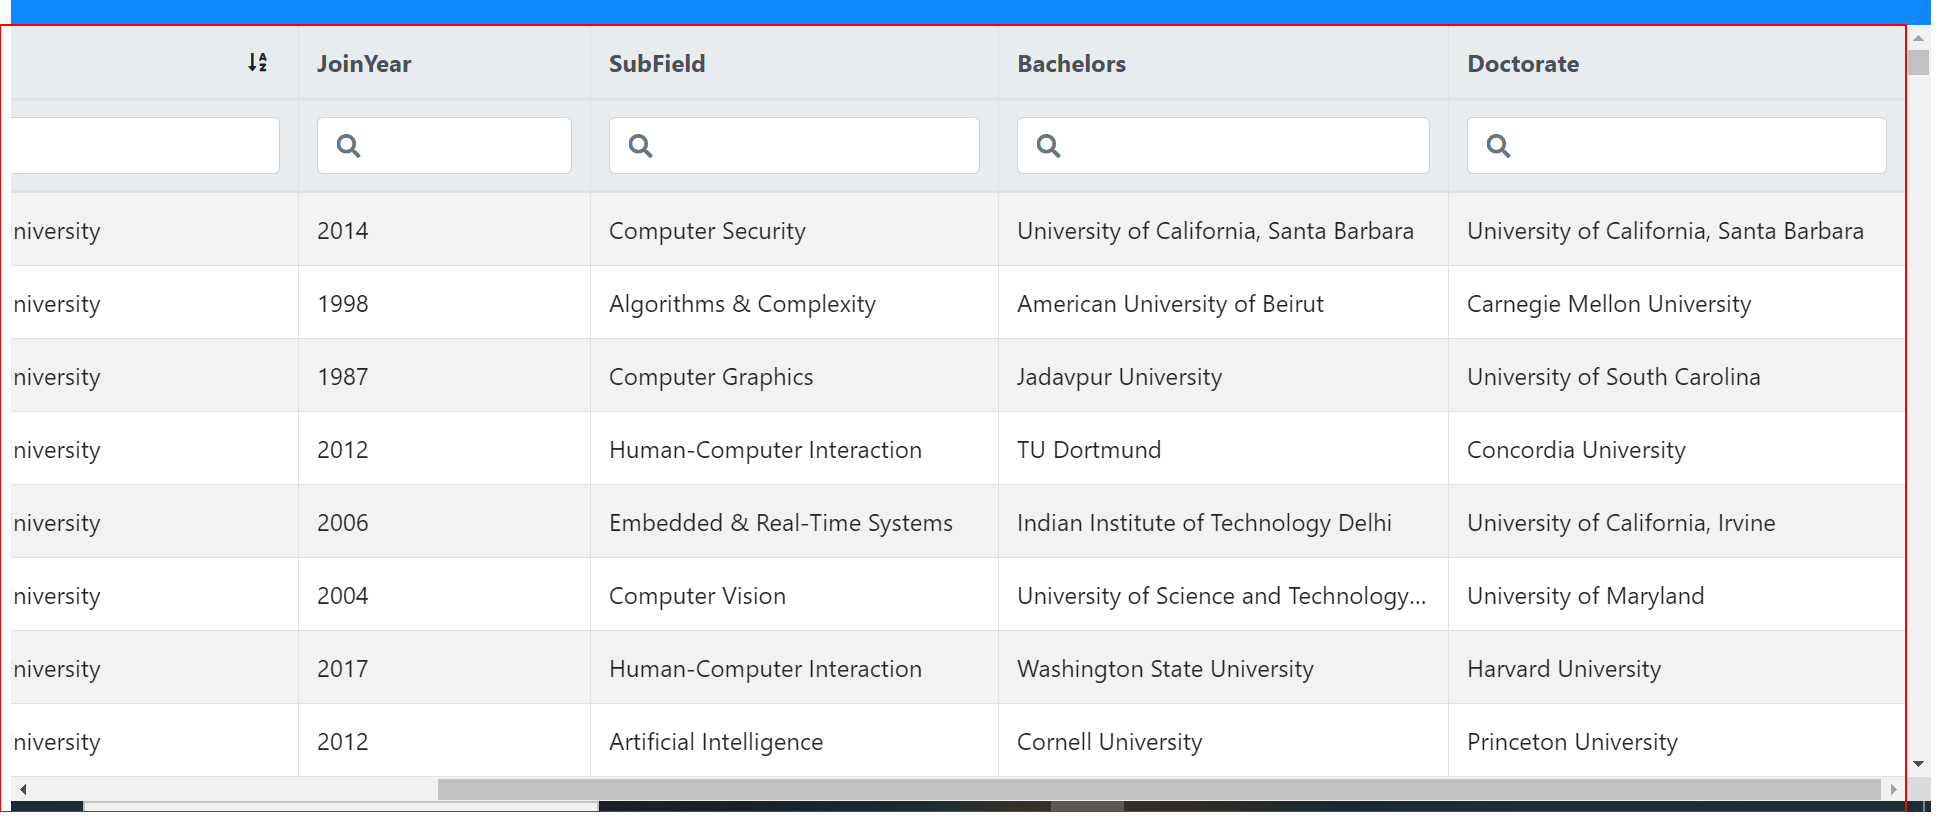 JoinYear SubField Bachelors Doctorate
niversity 2014 Computer Security University of California, Santa Barbara University of California, Santa Barbara
niversity 1998 Algorithms & Complexity American University of Beirut Carnegie Mellon University
niversity 1987 Computer Graphics Jadavpur University University of South Carolina
niversity 2012 Human-Computer Interaction TU Dortmund Concordia University
niversity 2006 Embedded & Real-Time Systems Indian Institute of Technology Delhi University of California, Irvine
niversity 2004 Computer Vision University of Science and Technology... University of Maryland
niversity 2017 Human-Computer Interaction Washington State University Harvard University
niversity 2012 Artificial Intelligence Cornell University Princeton University